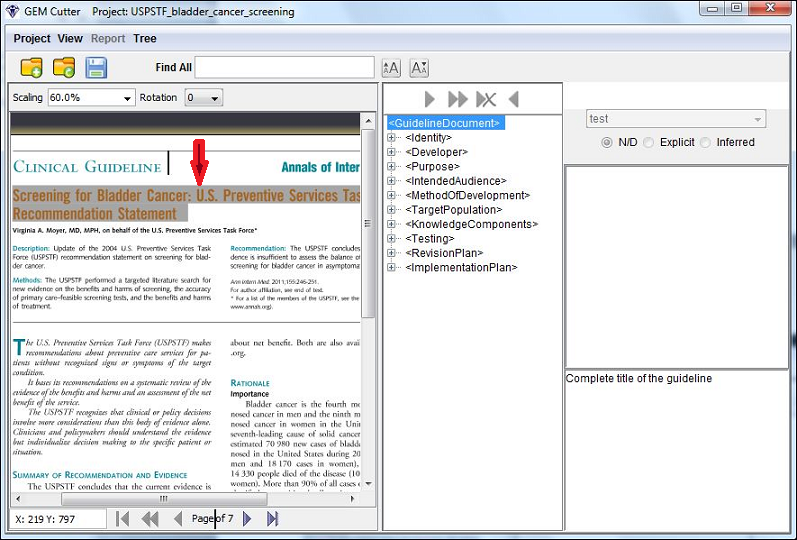 GEM Cutter    Project: USPSTF_bladder_cancer_screening
Project View Report Tree
Find All
Scaling 60.0% Rotation 0
CLINICAL GUIDELINE Annals of Inter
Screening for Bladder Cancer: U.S. Preventive Services Tas
Recommendation Statement
Virginia A. Moyer, MD, MPH, on behalf of the U.S. Preventive Services Task Force*
Description: Update of the 2004 U.S. Preventive Services Task
Force (USPSTF) recommendation statement on screening for blad-
der cancer.
Methods: The USPSTF performed a targeted literature search for
new evidence on the benefits and harms of screening, the accuracy
of primary care–feasible screening tests, and the benefits and harms
of treatment.
Recommendation: The USPSTF concludes
dence is insufficient to assess the balance o
screening for bladder cancer in asymptoma
Ann Intern Med. 2011;155:246-251.
For author affiliation, see end of text.
* For a list of the members of the USPSTF, see the
www.annals.org).
The U.S. Preventive Services Task Force (USPSTF) makes
recommendations about preventive care services for pa-
tients without recognized signs or symptoms of the target
condition.
It bases its recommendations on a systematic review of the
evidence of the benefits and harms and an assessment of the net
benefit of the service.
The USPSTF recognizes that clinical or policy decisions
involve more considerations than this body of evidence alone.
Clinicians and policymakers should understand the evidence
but individualize decision making to the specific patient or
situation.
SUMMARY OF RECOMMENDATION AND EVIDENCE
The USPSTF concludes that the current evidence is
about net benefit. Both are also avai
.org.
RATIONALE
Importance
Bladder cancer is the fourth mo
nosed cancer in men and the ninth m
nosed cancer in women in the Unit
seventh-leading cause of solid cancer
estimated 70 980 new cases of bladde
nosed in the United States during 20
men and 18 170 cases in women),
14 330 people died of the disease (10
women). More than 90% of all cases o
X: 219 Y: 797
Page of 7
<GuidelineDocument>
<Identity>
<Developer>
<Purpose>
<IntendedAudience>
<MethodOfDevelopment>
<TargetPopulation>
<KnowledgeComponents>
<Testing>
<RevisionPlan>
<ImplementationPlan>
test
N/D Explicit Inferred
Complete title of the guideline